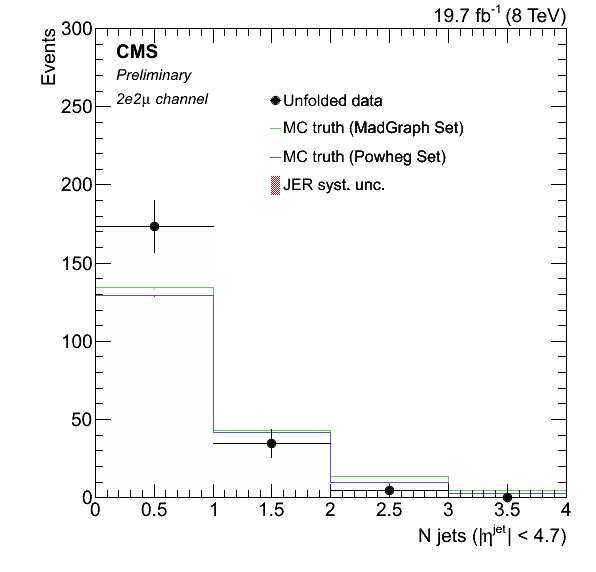 19.7 fb⁻¹ (8 TeV)
Events
CMS
Preliminary
2e2μ channel
Unfolded data
MC truth (MadGraph Set)
MC truth (Powheg Set)
JER syst. unc.
300
250
200
150
100
50
0
0 0.5 1 1.5 2 2.5 3 3.5 4
N jets (|ηʲᵉᵗ| < 4.7)